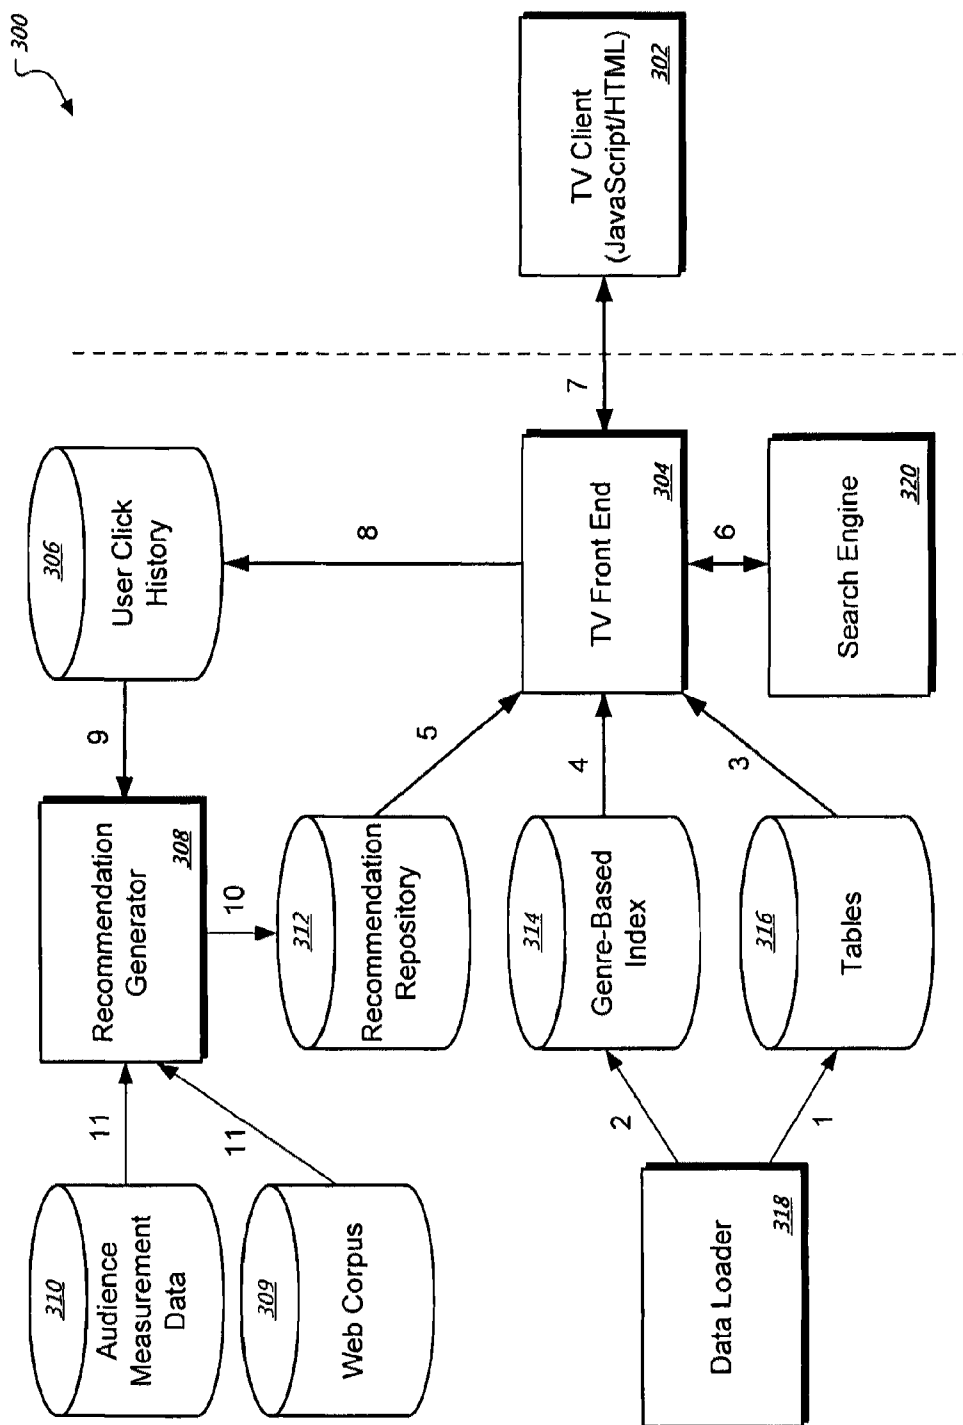 300
310
Audience
Measurement
Data
11
309
Web Corpus
11
Recommendation
Generator
308
9
306
User Click
History
10
8
312
Recommendation
Repository
5
TV Client
(JavaScript/HTML)
302
7
2
314
Genre-Based
Index
4
TV Front End
304
Data Loader
318
1
316
Tables
3
6
Search Engine
320